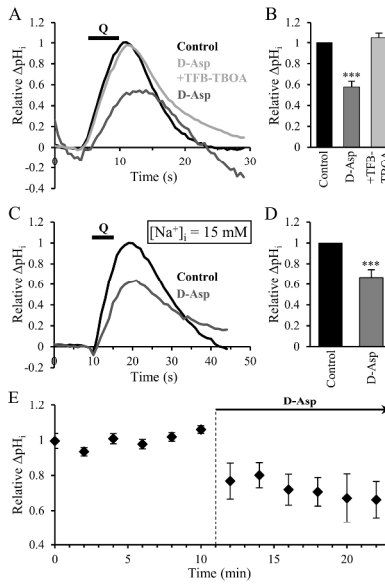 A
Relative ΔpHi
1
0.8
0.6
0.4
0.2
0
-0.2
-0.4
0
10
20
30
Time (s)
Q
Control
D-Asp
+TFB-TBOA
D-Asp
B
Relative ΔpHi
1
0.8
0.6
0.4
0.2
0
***
Control
D-Asp
+TFB-
TBOA
C
Relative ΔpHi
1.2
1
0.8
0.6
0.4
0.2
0
-0.2
0
10
20
30
40
50
Time (s)
Q
[Na⁺]i = 15 mM
Control
D-Asp
D
Relative ΔpHi
1.2
1
0.8
0.6
0.4
0.2
0
***
Control
D-Asp
E
Relative ΔpHi
1.2
1
0.8
0.6
0.4
0
5
10
15
20
Time (min)
D-Asp